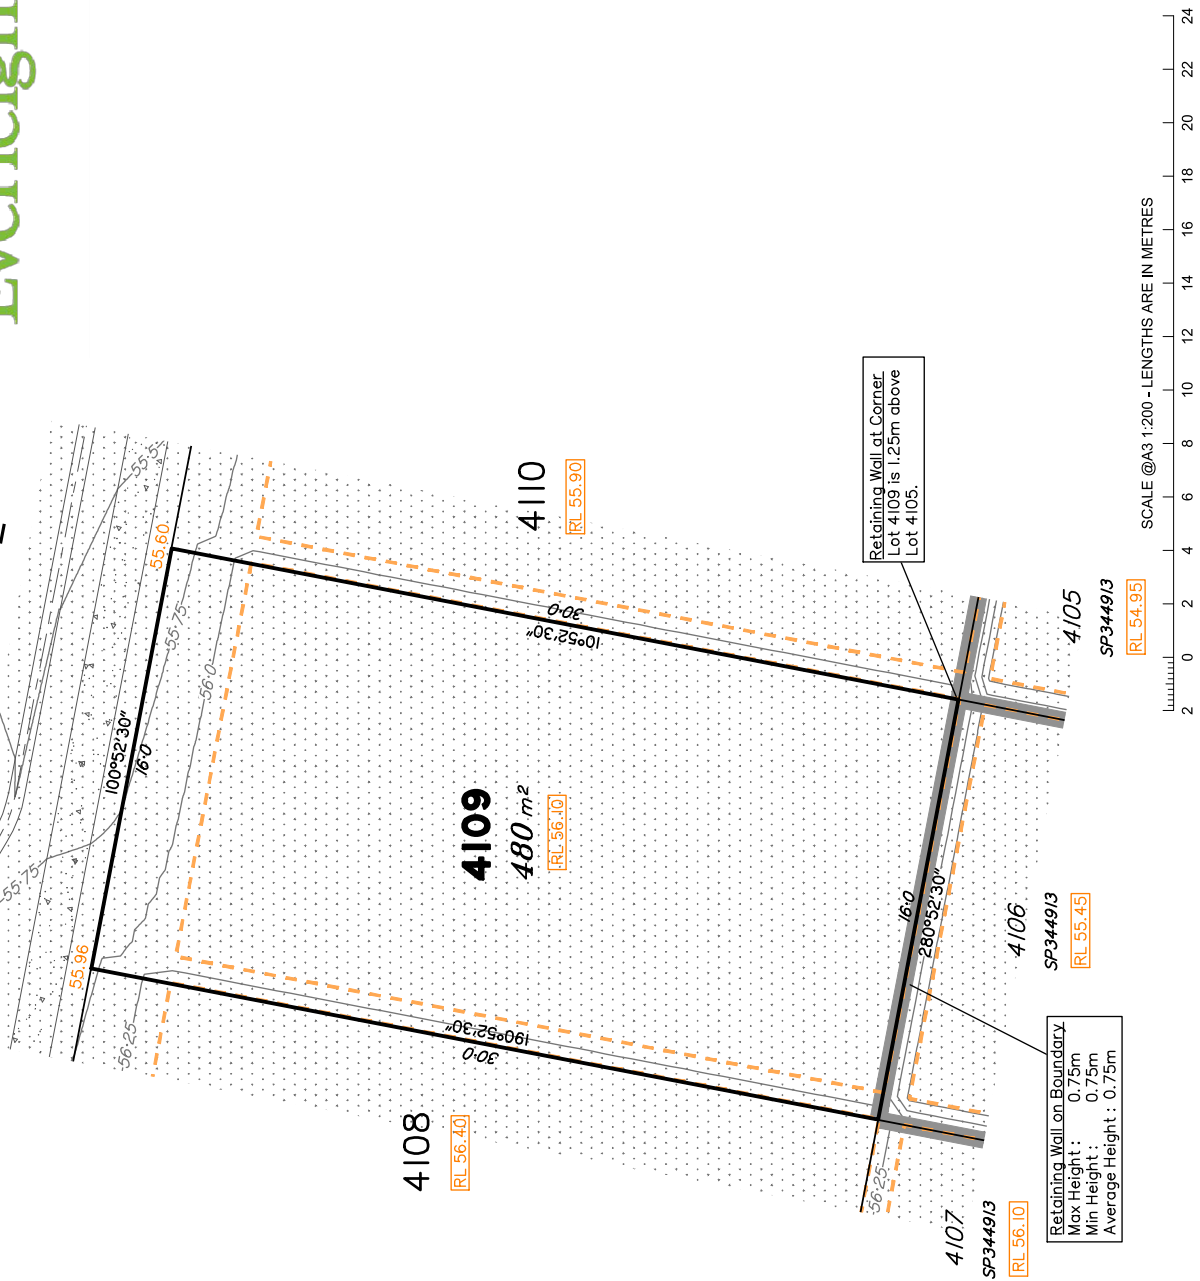 55.5
55.60
55.75
56.0
100°52'30"
16.0
55.75
55.96
56.25
4110
RL 55.90
30.0
10°52'30"
4109
480 m²
RL 56.10
190°52'30"
30.0
4108
RL 56.40
Retaining Wall at Corner
Lot 4109 is 1.25m above
Lot 4105.
16.0
280°52'30"
4105
SP344913
RL 54.95
4106
SP344913
RL 55.45
56.25
4107
SP344913
RL 56.10
Retaining Wall on Boundary
Max Height : 0.75m
Min Height : 0.75m
Average Height : 0.75m
SCALE @A3 1:200 - LENGTHS ARE IN METRES
2 0 2 4 6 8 10 12 14 16 18 20 22 24